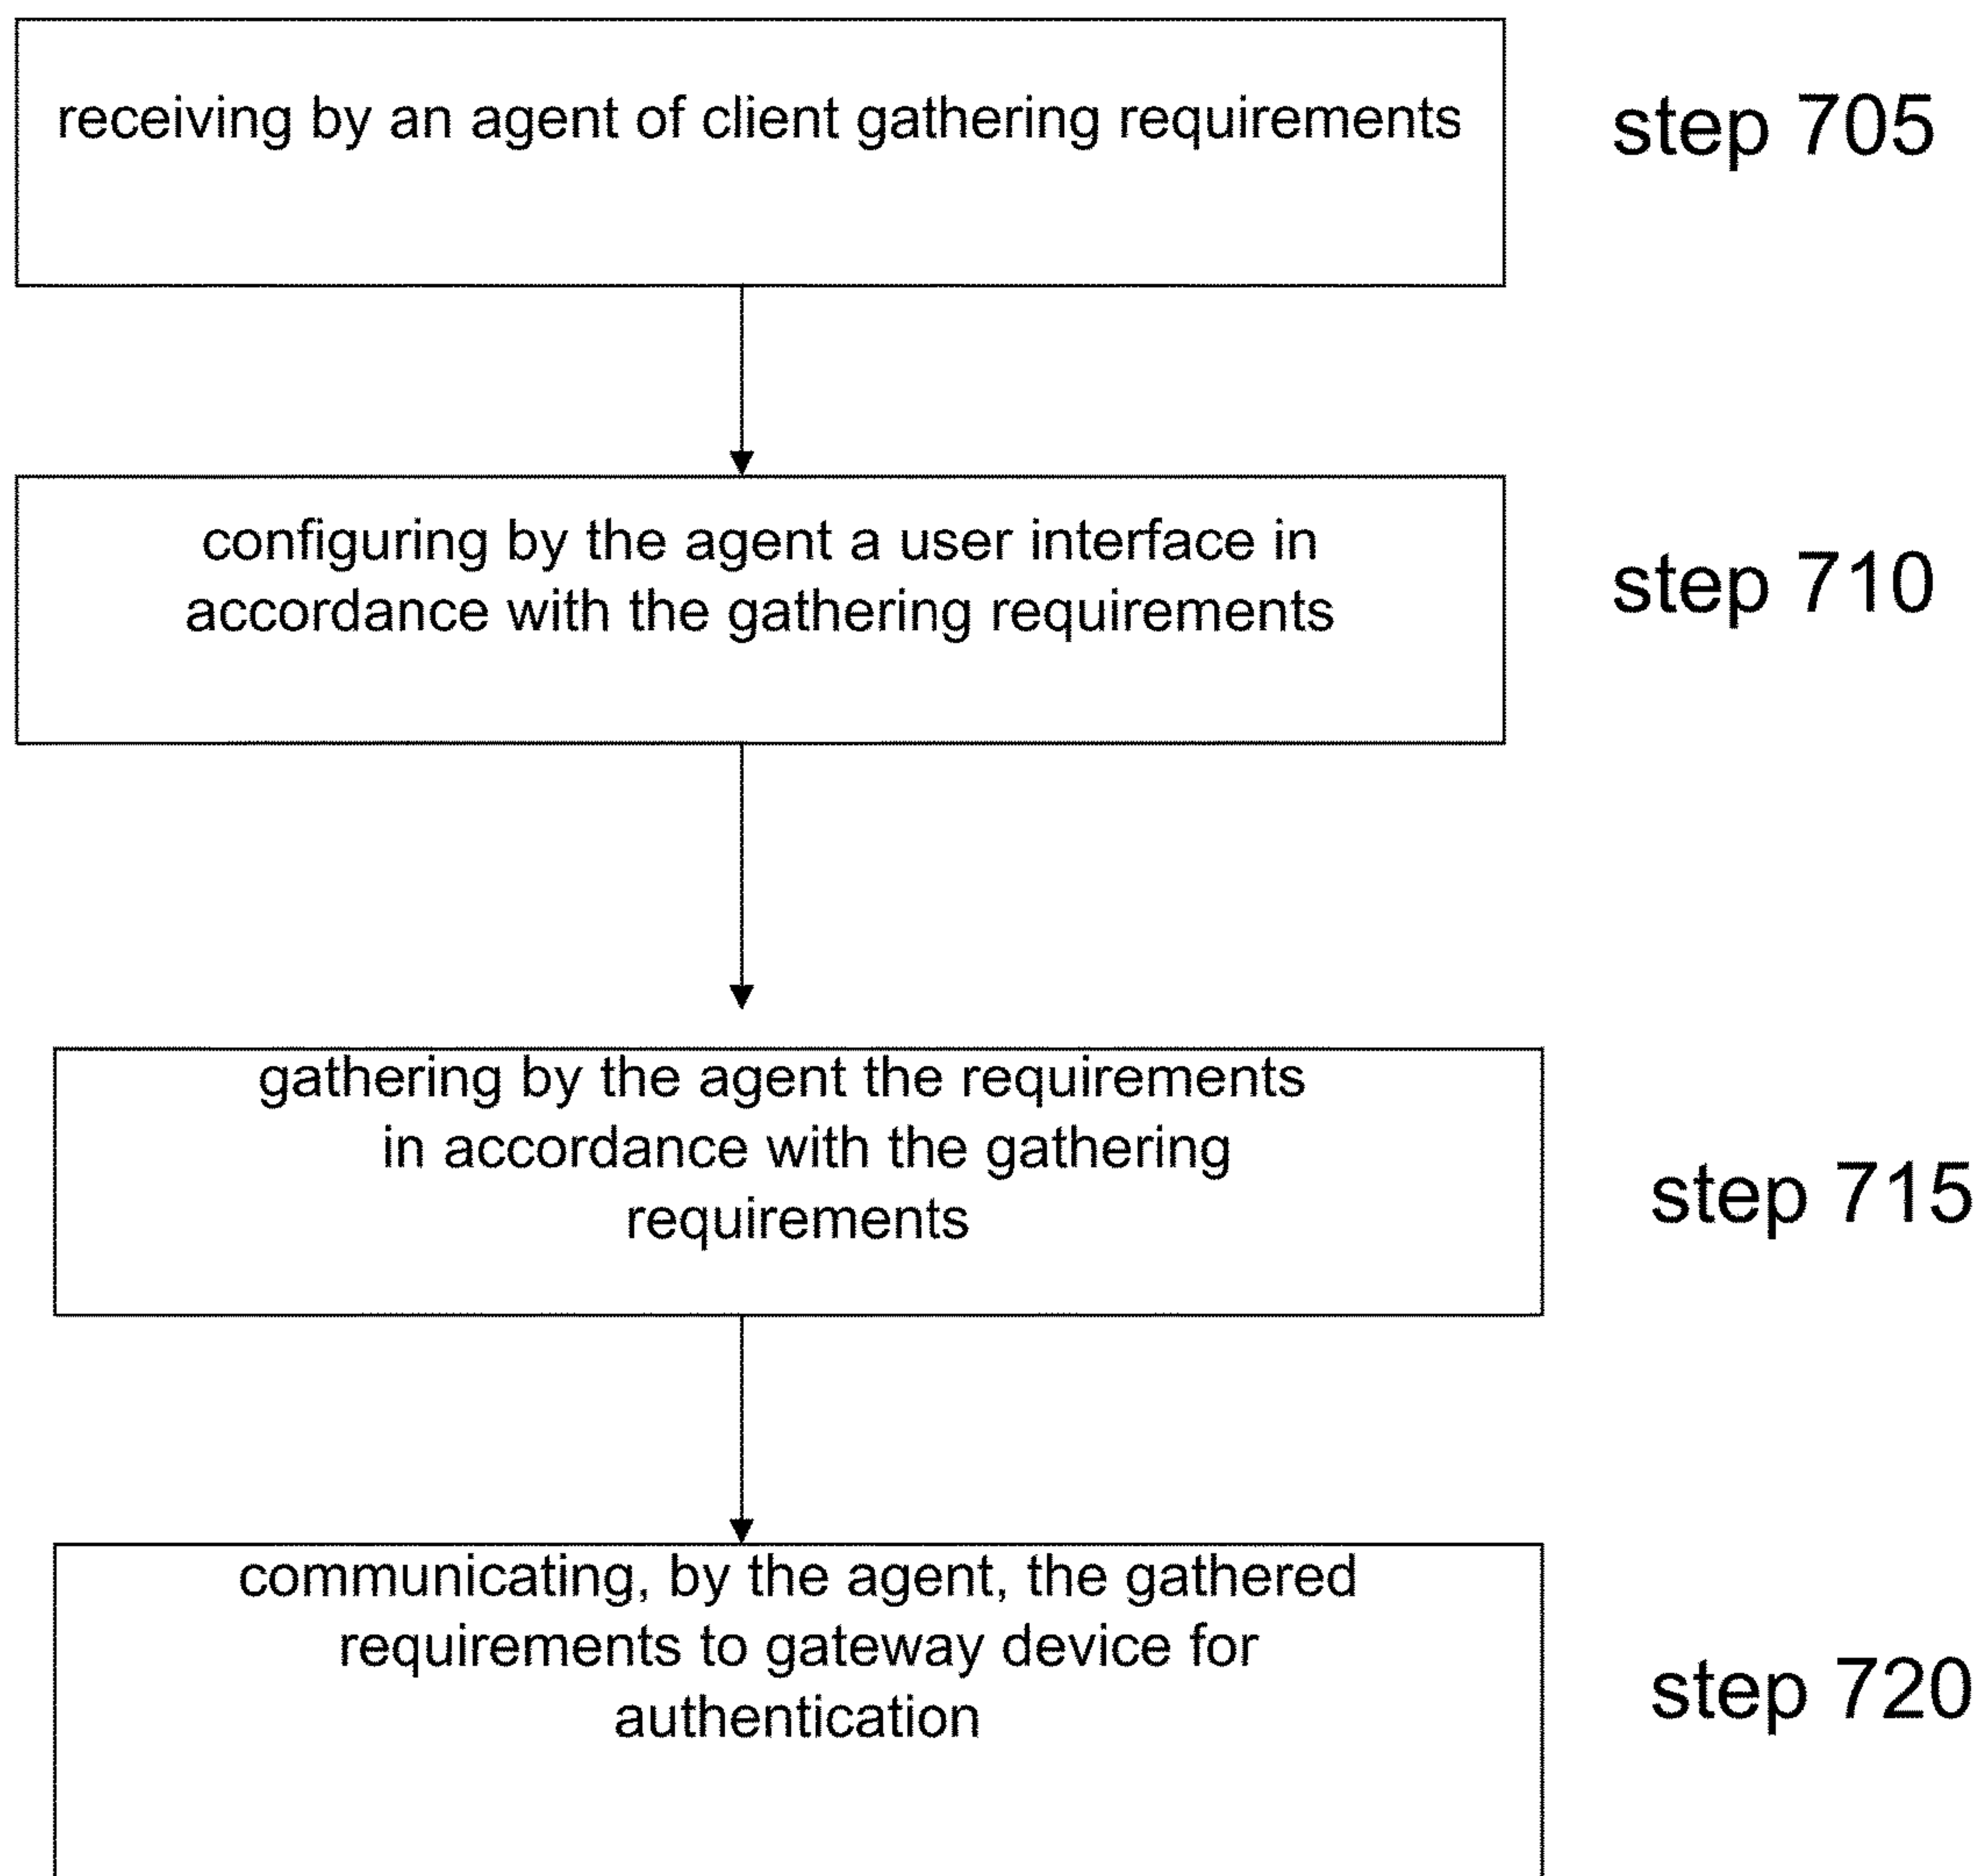 receiving by an agent of client gathering requirements
step 705
configuring by the agent a user interface in
accordance with the gathering requirements
step 710
gathering by the agent the requirements
in accordance with the gathering
requirements
step 715
communicating, by the agent, the gathered
requirements to gateway device for
authentication
step 720